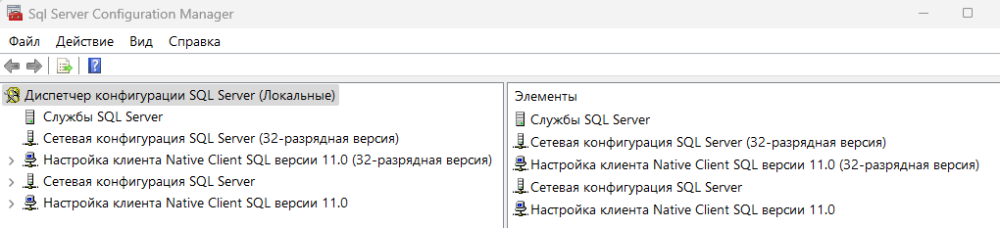 Sql Server Configuration Manager
Файл Действие Вид Справка
Диспетчер конфигурации SQL Server (Локальные)
Службы SQL Server
Сетевая конфигурация SQL Server (32-разрядная версия)
Настройка клиента Native Client SQL версии 11.0 (32-разрядная версия)
Сетевая конфигурация SQL Server
Настройка клиента Native Client SQL версии 11.0
Элементы
Службы SQL Server
Сетевая конфигурация SQL Server (32-разрядная версия)
Настройка клиента Native Client SQL версии 11.0 (32-разрядная версия)
Сетевая конфигурация SQL Server
Настройка клиента Native Client SQL версии 11.0